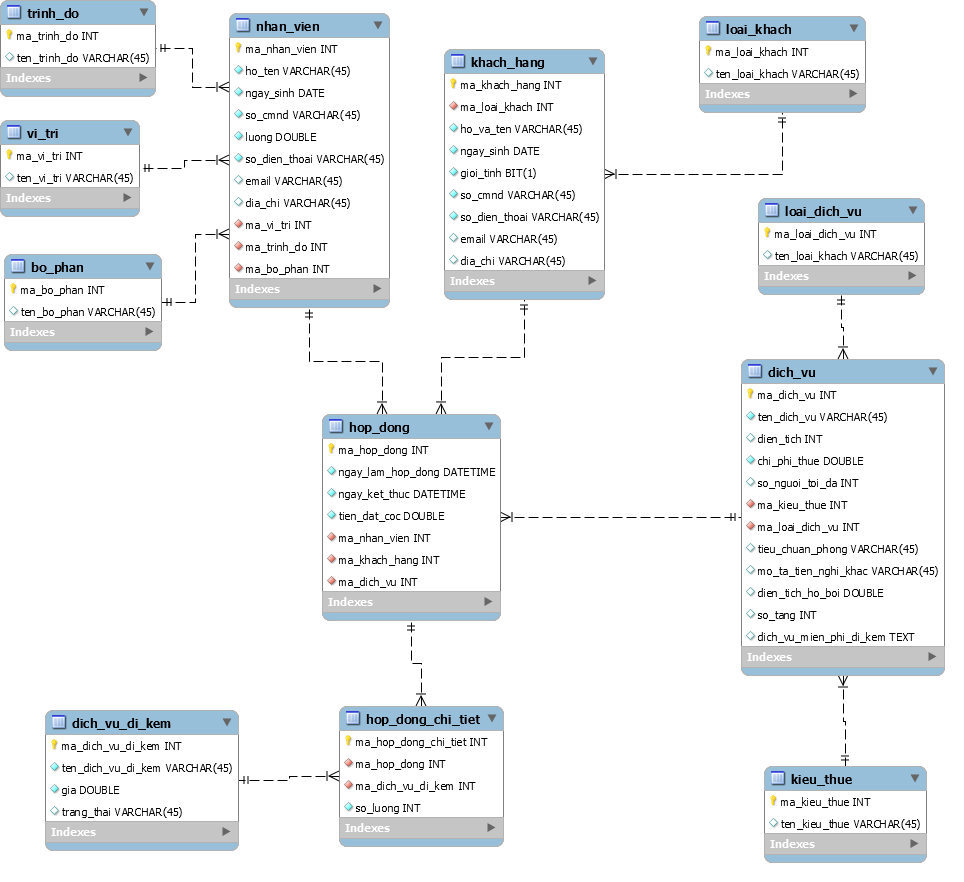 trinh_do
ma_trinh_do INT
ten_trinh_do VARCHAR(45)
Indexes
vi_tri
ma_vi_tri INT
ten_vi_tri VARCHAR(45)
Indexes
bo_phan
ma_bo_phan INT
ten_bo_phan VARCHAR(45)
Indexes
nhan_vien
ma_nhan_vien INT
ho_ten VARCHAR(45)
ngay_sinh DATE
so_cmnd VARCHAR(45)
luong DOUBLE
so_dien_thoai VARCHAR(45)
email VARCHAR(45)
dia_chi VARCHAR(45)
ma_vi_tri INT
ma_trinh_do INT
ma_bo_phan INT
Indexes
khach_hang
ma_khach_hang INT
ma_loai_khach INT
ho_va_ten VARCHAR(45)
ngay_sinh DATE
gioi_tinh BIT(1)
so_cmnd VARCHAR(45)
so_dien_thoai VARCHAR(45)
email VARCHAR(45)
dia_chi VARCHAR(45)
Indexes
loai_khach
ma_loai_khach INT
ten_loai_khach VARCHAR(45)
Indexes
loai_dich_vu
ma_loai_dich_vu INT
ten_loai_khach VARCHAR(45)
Indexes
hop_dong
ma_hop_dong INT
ngay_lam_hop_dong DATETIME
ngay_ket_thuc DATETIME
tien_dat_coc DOUBLE
ma_nhan_vien INT
ma_khach_hang INT
ma_dich_vu INT
Indexes
dich_vu
ma_dich_vu INT
ten_dich_vu VARCHAR(45)
dien_tich INT
chi_phi_thue DOUBLE
so_nguoi_toi_da INT
ma_kieu_thue INT
ma_loai_dich_vu INT
tieu_chuan_phong VARCHAR(45)
mo_ta_tien_nghi_khac VARCHAR(45)
dien_tich_ho_boi DOUBLE
so_tang INT
dich_vu_mien_phi_di_kem TEXT
Indexes
dich_vu_di_kem
ma_dich_vu_di_kem INT
ten_dich_vu_di_kem VARCHAR(45)
gia DOUBLE
trang_thai VARCHAR(45)
Indexes
hop_dong_chi_tiet
ma_hop_dong_chi_tiet INT
ma_hop_dong INT
ma_dich_vu_di_kem INT
so_luong INT
Indexes
kieu_thue
ma_kieu_thue INT
ten_kieu_thue VARCHAR(45)
Indexes